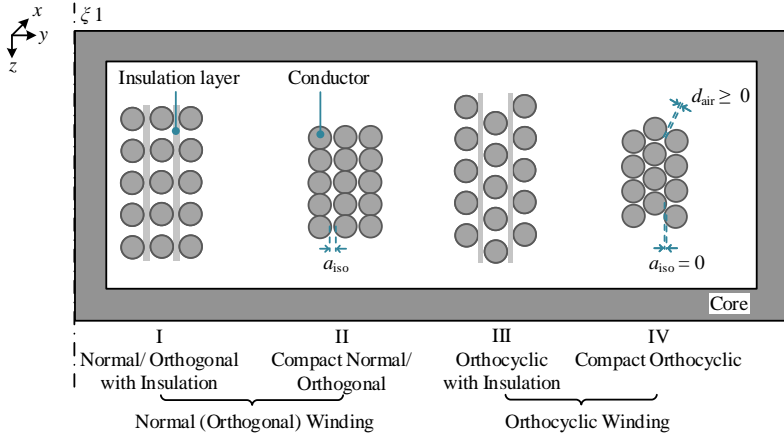 x
y
z
ξ 1
Insulation layer
Conductor
d_air ≥ 0
a_iso
a_iso = 0
Core
I
Normal/ Orthogonal
with Insulation
II
Compact Normal/
Orthogonal
III
Orthocyclic
with Insulation
IV
Compact Orthocyclic
Normal (Orthogonal) Winding
Orthocyclic Winding